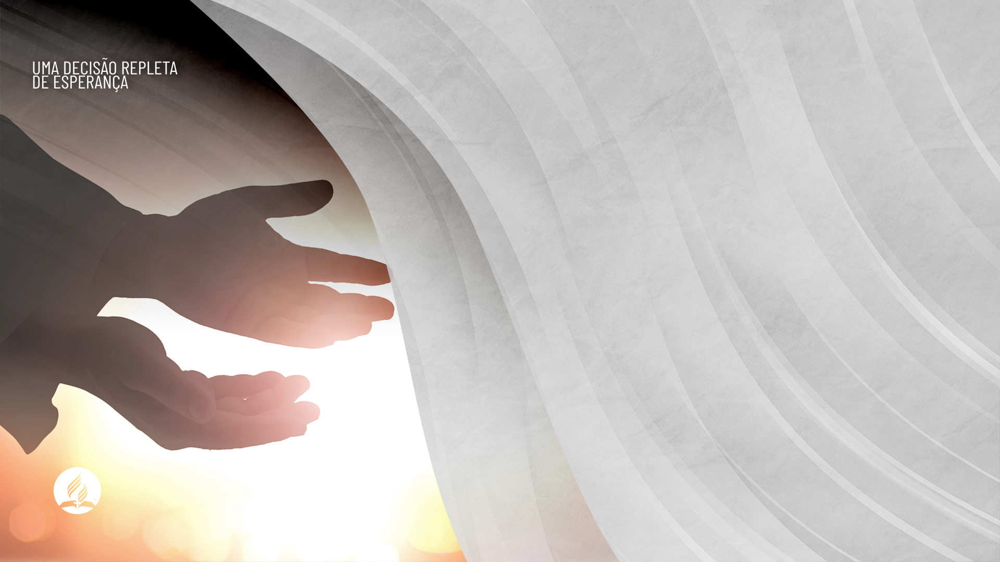 UMA DECISÃO REPLETA
DE ESPERANÇA